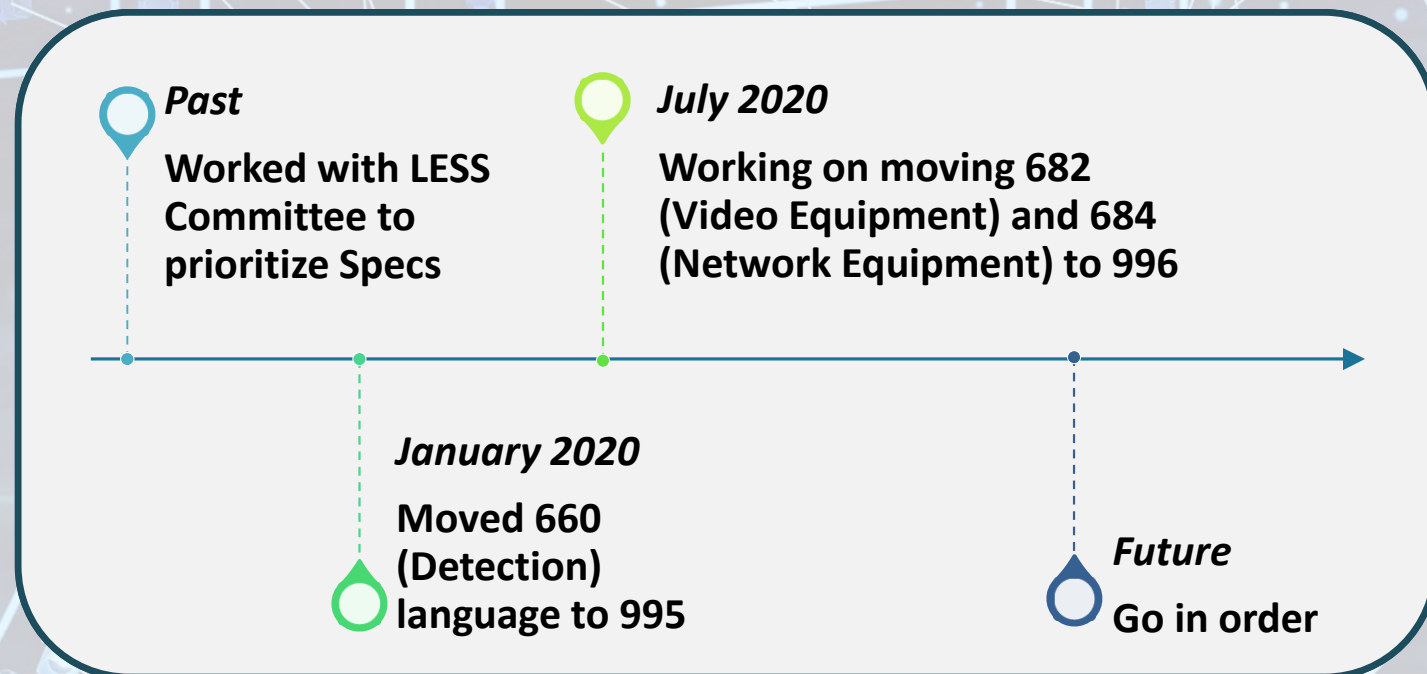 Past
Worked with LESS
Committee to
prioritize Specs
July 2020
Working on moving 682
(Video Equipment) and 684
(Network Equipment) to 996
January 2020
Moved 660
(Detection)
language to 995
Future
Go in order